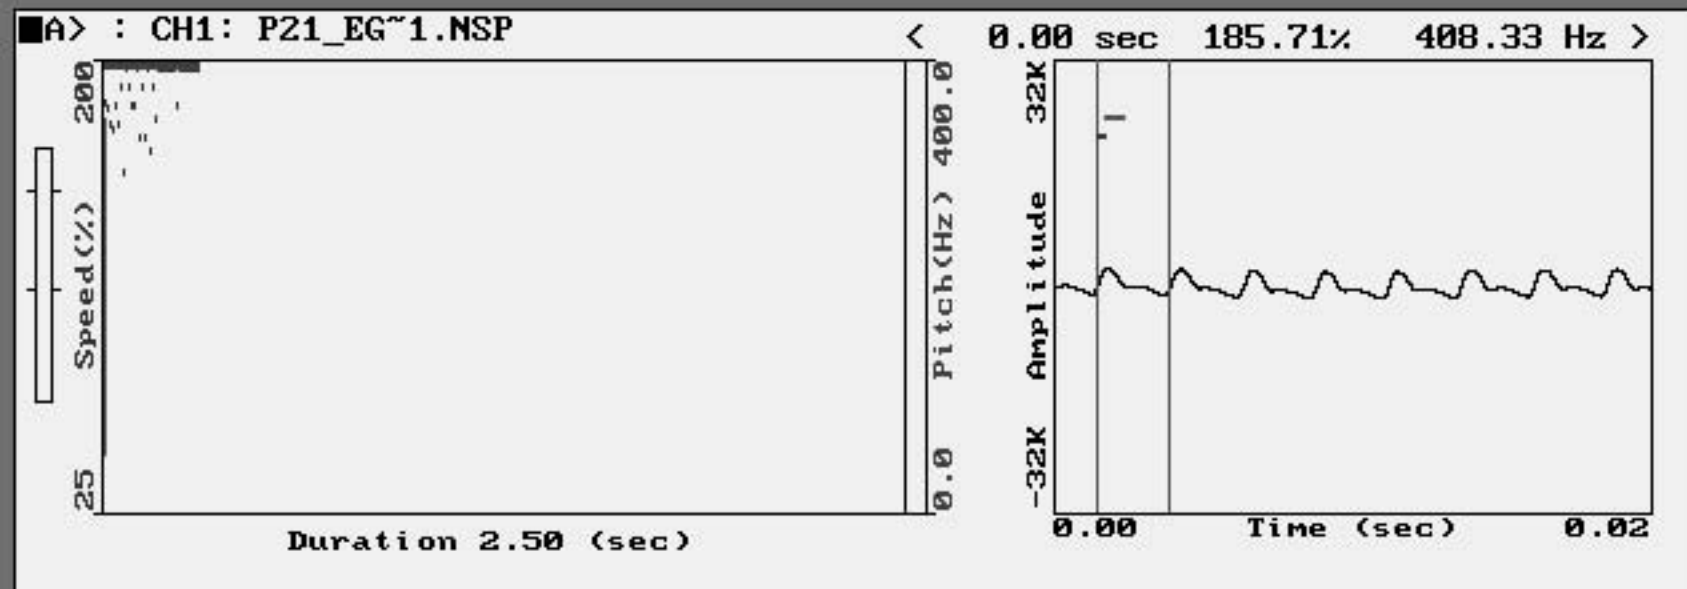 A> : CH1: P21_EG~1.NSP
< 0.00 sec 185.71% 408.33 Hz >
200
Speed(%)
25
Duration 2.50 (sec)
400.0
Pitch(Hz)
0.0
32K
Amplitude
-32K
0.00 Time (sec) 0.02